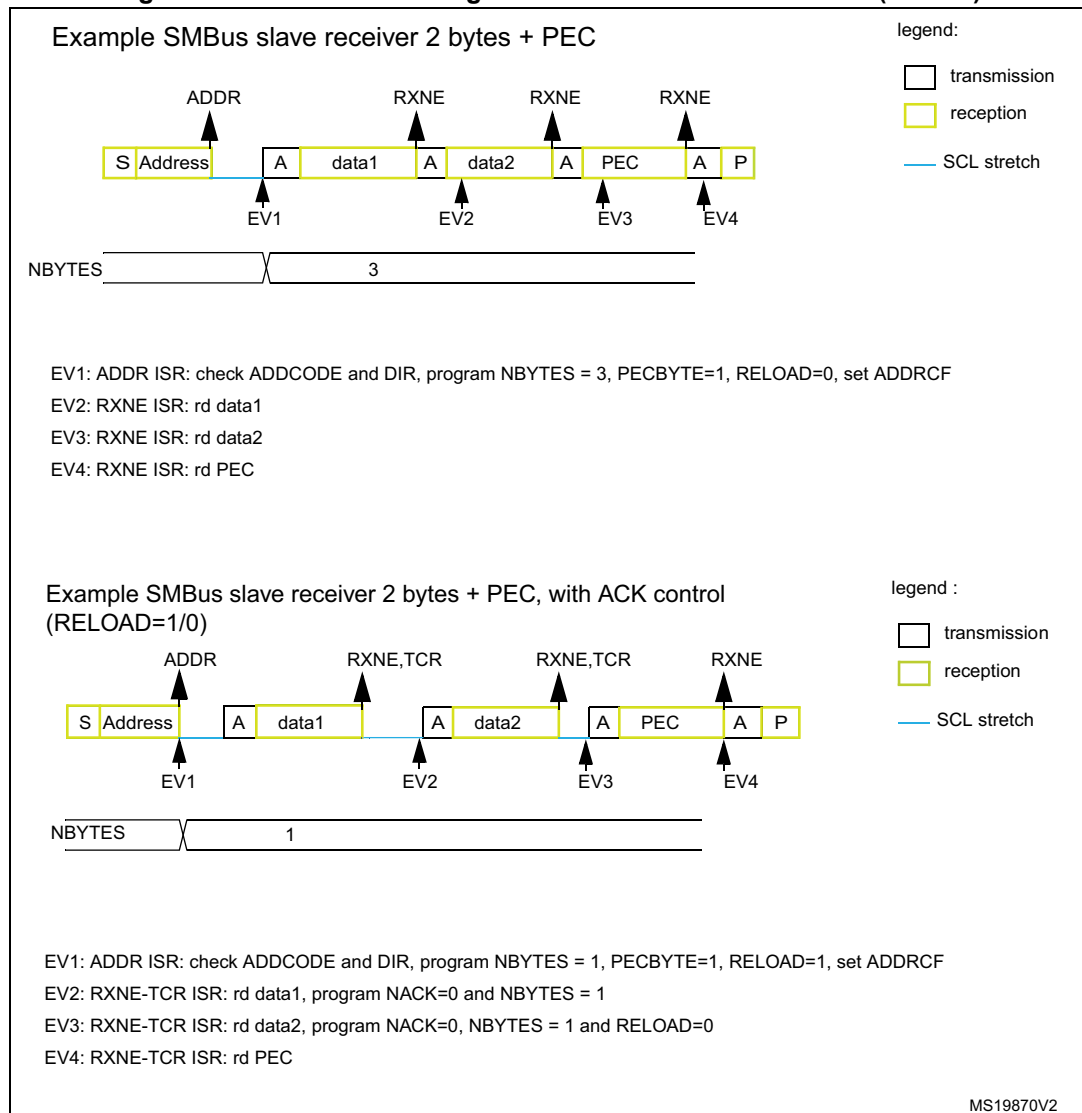 Example SMBus slave receiver 2 bytes + PEC
legend:
transmission
reception
SCL stretch
ADDR RXNE RXNE RXNE
S Address A data1 A data2 A PEC A P
EV1 EV2 EV3 EV4
NBYTES 3
EV1: ADDR ISR: check ADDCODE and DIR, program NBYTES = 3, PECBYTE=1, RELOAD=0, set ADDRCF
EV2: RXNE ISR: rd data1
EV3: RXNE ISR: rd data2
EV4: RXNE ISR: rd PEC
Example SMBus slave receiver 2 bytes + PEC, with ACK control
(RELOAD=1/0)
legend :
transmission
reception
SCL stretch
ADDR RXNE,TCR RXNE,TCR RXNE
S Address A data1 A data2 A PEC A P
EV1 EV2 EV3 EV4
NBYTES 1
EV1: ADDR ISR: check ADDCODE and DIR, program NBYTES = 1, PECBYTE=1, RELOAD=1, set ADDRCF
EV2: RXNE-TCR ISR: rd data1, program NACK=0 and NBYTES = 1
EV3: RXNE-TCR ISR: rd data2, program NACK=0, NBYTES = 1 and RELOAD=0
EV4: RXNE-TCR ISR: rd PEC
MS19870V2